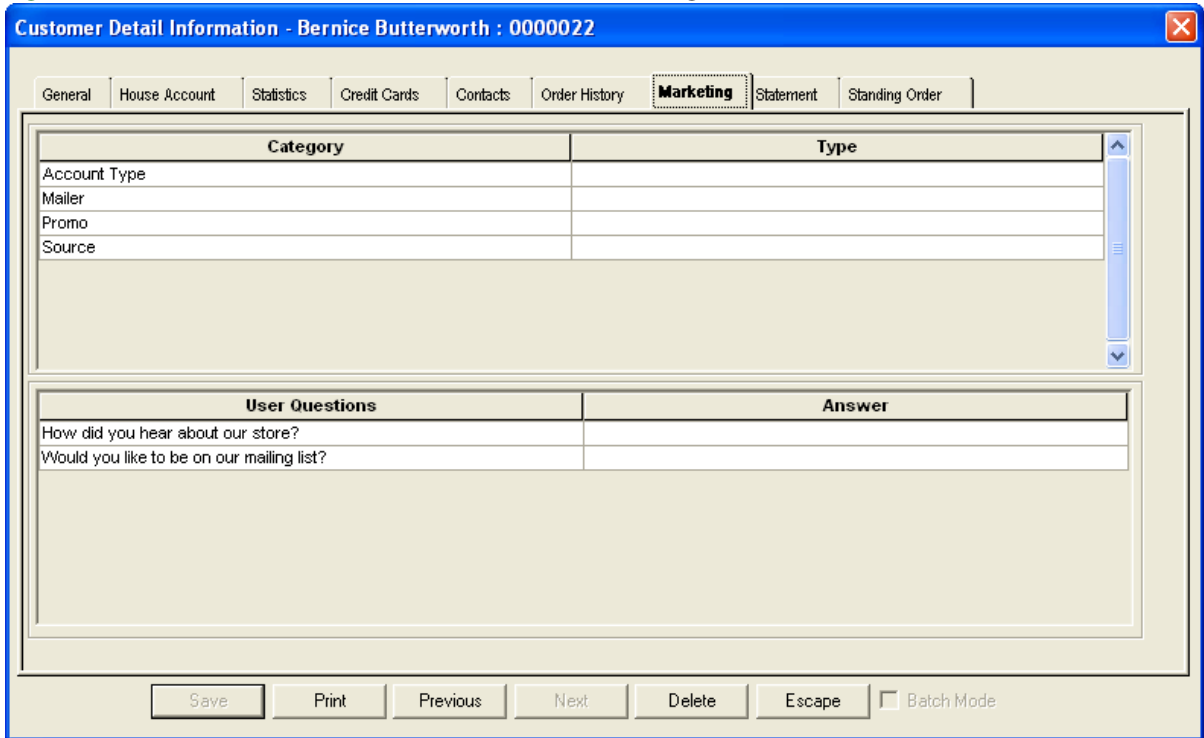 Customer Detail Information - Bernice Butterworth : 0000022
General House Account Statistics Credit Cards Contacts Order History Marketing Statement Standing Order
Category Type
Account Type
Mailer
Promo
Source
User Questions Answer
How did you hear about our store?
Would you like to be on our mailing list?
Save Print Previous Next Delete Escape Batch Mode